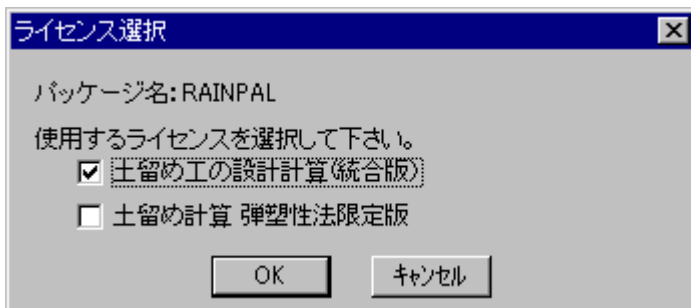 ライセンス選択
パッケージ名: RAINPAL
使用するライセンスを選択して下さい。
土留め工の設計計算(統合版)
土留め計算 弾塑性法限定版
OK キャンセル